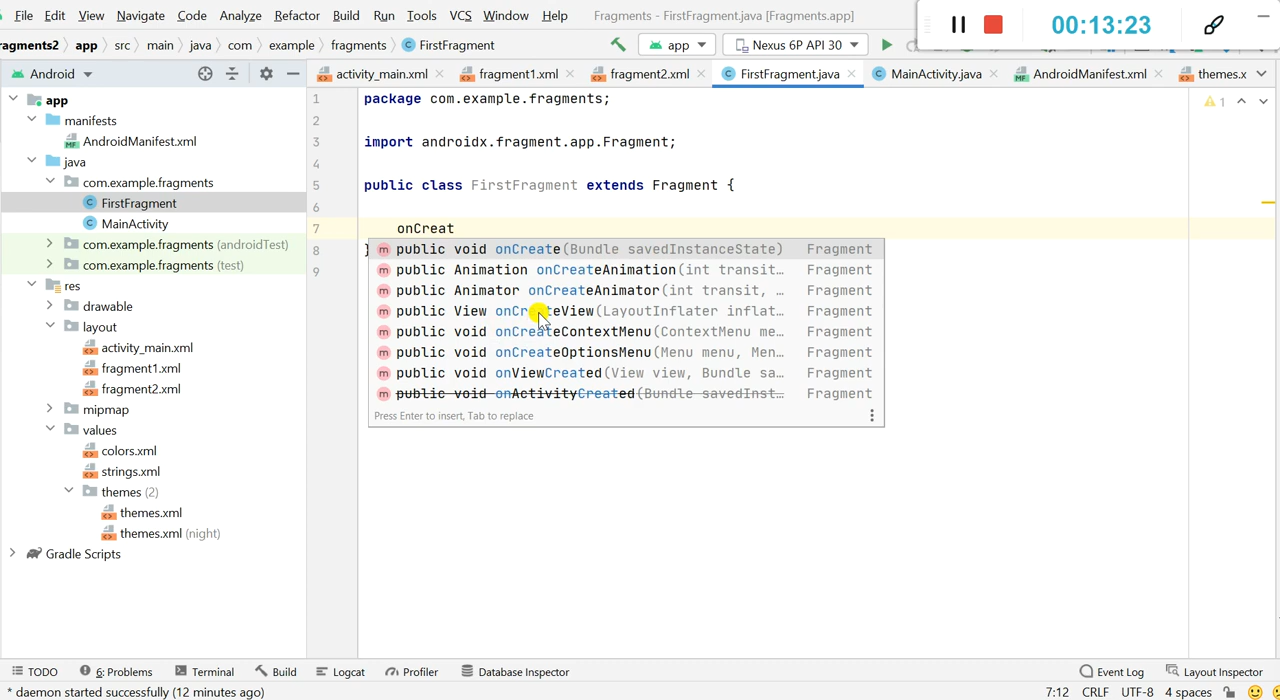 File Edit View Navigate Code Analyze Refactor Build Run Tools VCS Window Help Fragments - FirstFragment.java [Fragments.app]
00:13:23
ragments2 app src main java com example fragments FirstFragment app Nexus 6P API 30
Android activity_main.xml fragment1.xml fragment2.xml FirstFragment.java MainActivity.java AndroidManifest.xml themes.x
app
manifests
AndroidManifest.xml
java
com.example.fragments
FirstFragment
MainActivity
com.example.fragments (androidTest)
com.example.fragments (test)
res
drawable
layout
activity_main.xml
fragment1.xml
fragment2.xml
mipmap
values
colors.xml
strings.xml
themes (2)
themes.xml
themes.xml (night)
Gradle Scripts
1 package com.example.fragments;
2
3 import androidx.fragment.app.Fragment;
4
5 public class FirstFragment extends Fragment {
6
7 onCreat
8 }
9
1
m public void onCreate(Bundle savedInstanceState) Fragment
m public Animation onCreateAnimation(int transit… Fragment
m public Animator onCreateAnimator(int transit, … Fragment
m public View onCreateView(LayoutInflater inflat… Fragment
m public void onCreateContextMenu(ContextMenu me… Fragment
m public void onCreateOptionsMenu(Menu menu, Men… Fragment
m public void onViewCreated(View view, Bundle sa… Fragment
m public void onActivityCreated(Bundle savedInst… Fragment
Press Enter to insert, Tab to replace
TODO 6: Problems Terminal Build Logcat Profiler Database Inspector Event Log Layout Inspector
* daemon started successfully (12 minutes ago) 7:12 CRLF UTF-8 4 spaces